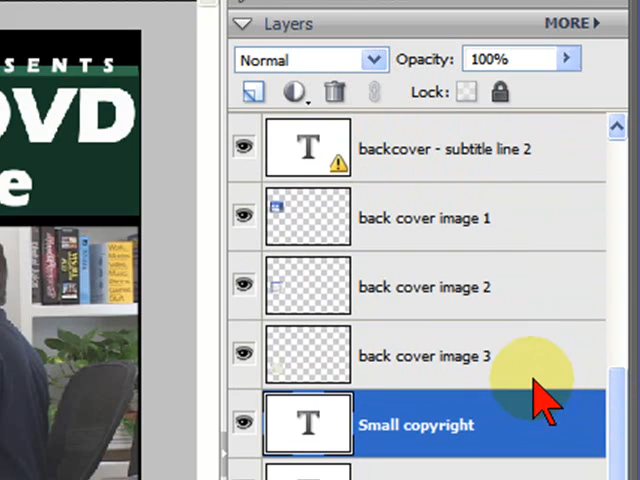 Layers
MORE
Normal
Opacity: 100%
Lock:
T
backcover - subtitle line 2
back cover image 1
back cover image 2
back cover image 3
T
Small copyright
SENTS
DVD
e